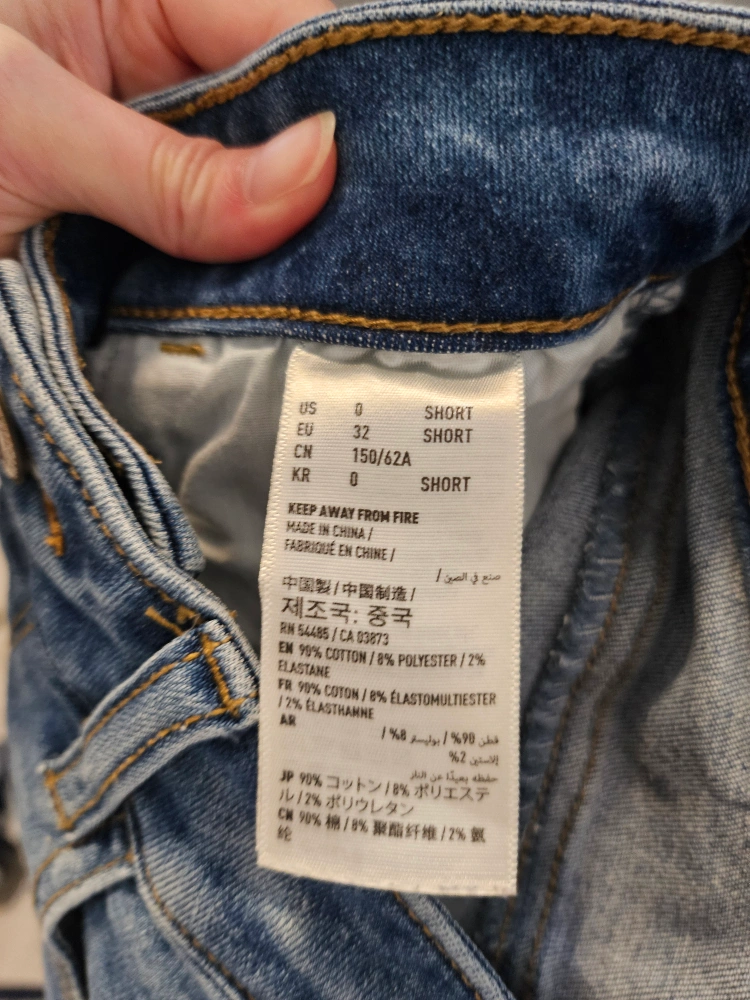 US 0 SHORT
EU 32 SHORT
CN 150/62A
KR 0 SHORT
KEEP AWAY FROM FIRE
MADE IN CHINA /
FABRIQUÉ EN CHINE /
صنع في الصين /
中国製 / 中国制造 /
제조국: 중국
RN 54485 / CA 03873
EN 90% COTTON / 8% POLYESTER / 2%
ELASTANE
FR 90% COTON / 8% ÉLASTOMULTIESTER
/ 2% ÉLASTHANNE
AR
قطن 90% / بوليستر 8% /
إلاستين 2%
حفظه بعيدًا عن النار
JP 90% コットン / 8% ポリエステ
ル / 2% ポリウレタン
CN 90% 棉 / 8% 聚酯纤维 / 2% 氨
纶